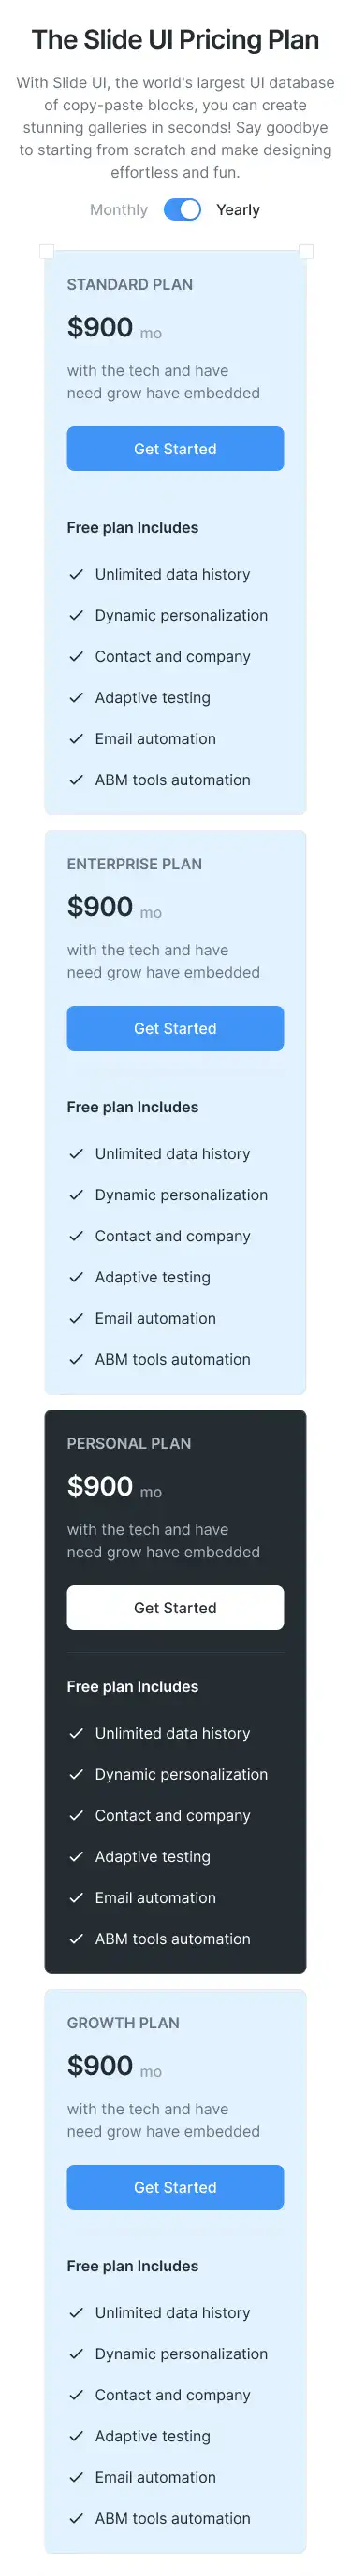 The Slide UI Pricing Plan
With Slide UI, the world's largest UI database
of copy-paste blocks, you can create
stunning galleries in seconds! Say goodbye
to starting from scratch and make designing
effortless and fun.
Monthly Yearly
STANDARD PLAN
$900 mo
with the tech and have
need grow have embedded
Get Started
Free plan Includes
Unlimited data history
Dynamic personalization
Contact and company
Adaptive testing
Email automation
ABM tools automation
ENTERPRISE PLAN
$900 mo
with the tech and have
need grow have embedded
Get Started
Free plan Includes
Unlimited data history
Dynamic personalization
Contact and company
Adaptive testing
Email automation
ABM tools automation
PERSONAL PLAN
$900 mo
with the tech and have
need grow have embedded
Get Started
Free plan Includes
Unlimited data history
Dynamic personalization
Contact and company
Adaptive testing
Email automation
ABM tools automation
GROWTH PLAN
$900 mo
with the tech and have
need grow have embedded
Get Started
Free plan Includes
Unlimited data history
Dynamic personalization
Contact and company
Adaptive testing
Email automation
ABM tools automation